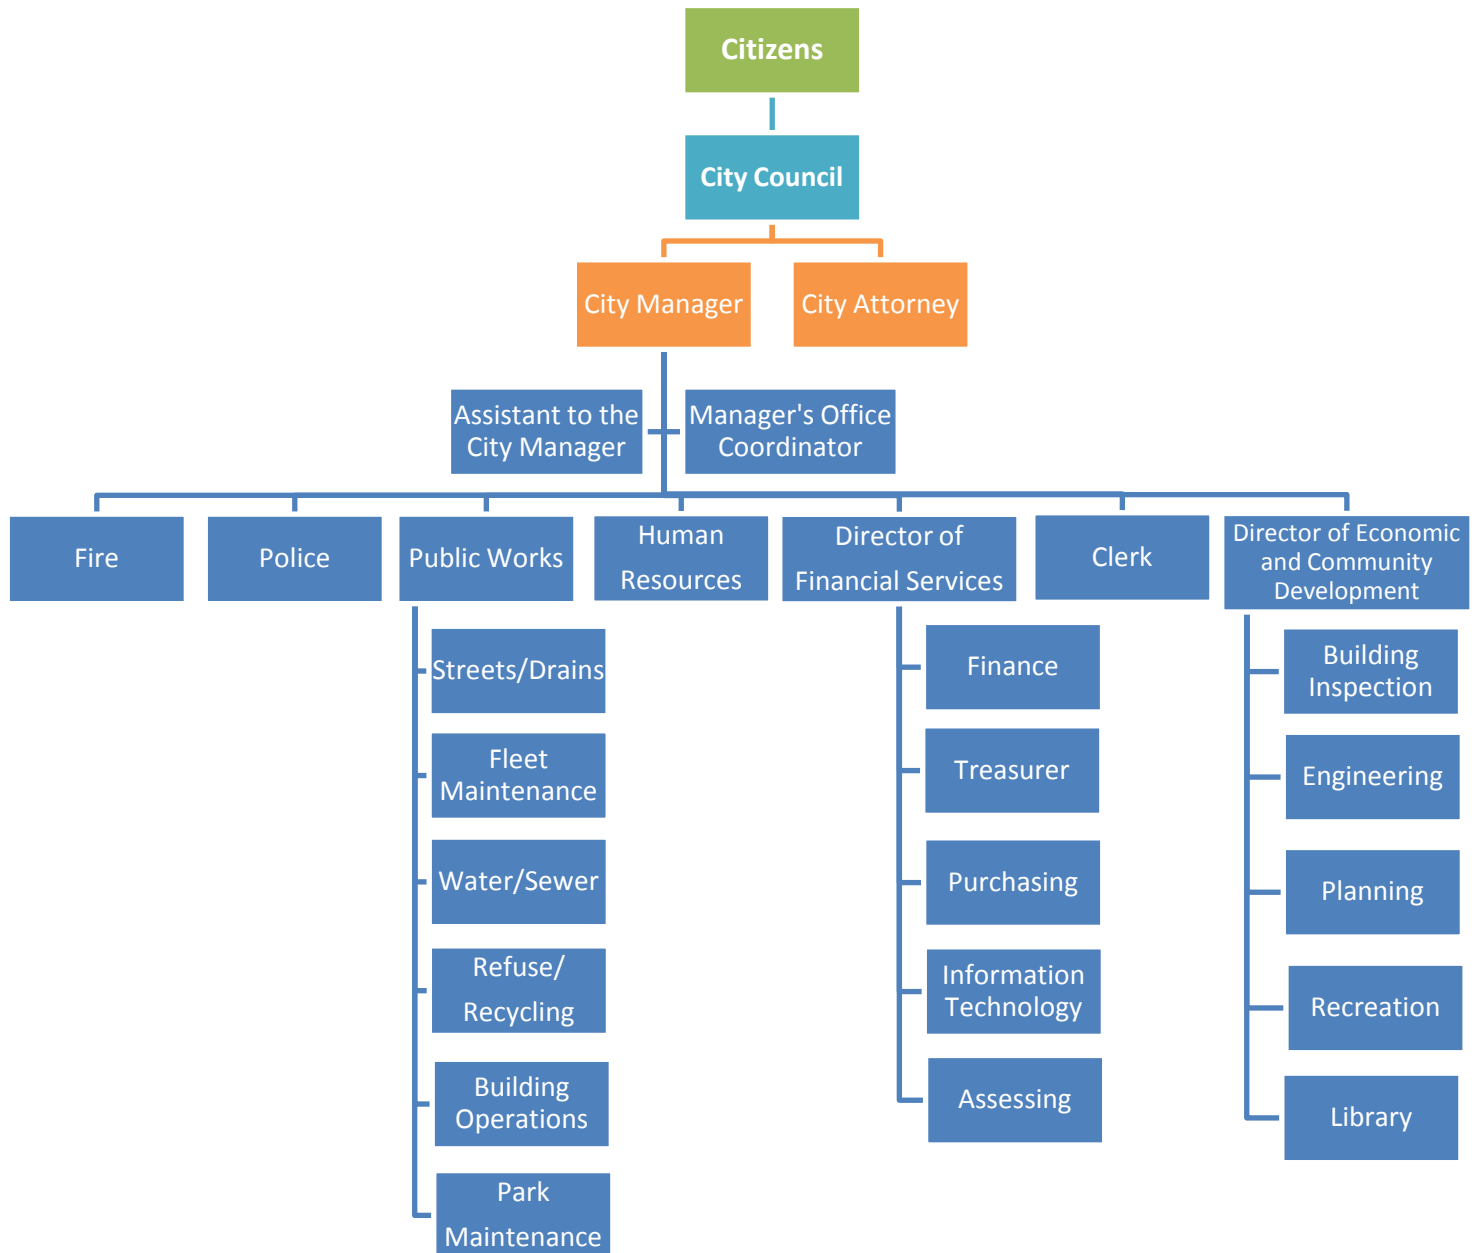 Citizens
City Council
City Manager
City Attorney
Assistant to the
City Manager
Manager's Office
Coordinator
Fire
Police
Public Works
Human
Resources
Director of
Financial Services
Clerk
Director of Economic
and Community
Development
Streets/Drains
Fleet
Maintenance
Water/Sewer
Refuse/
Recycling
Building
Operations
Park
Maintenance
Finance
Treasurer
Purchasing
Information
Technology
Assessing
Building
Inspection
Engineering
Planning
Recreation
Library